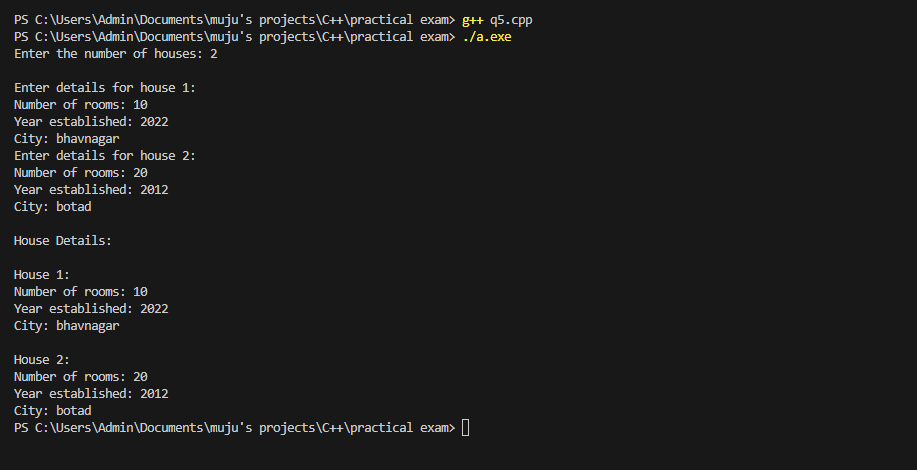 PS C:\Users\Admin\Documents\muju's projects\C++\practical exam> g++ q5.cpp
PS C:\Users\Admin\Documents\muju's projects\C++\practical exam> ./a.exe
Enter the number of houses: 2
Enter details for house 1:
Number of rooms: 10
Year established: 2022
City: bhavnagar
Enter details for house 2:
Number of rooms: 20
Year established: 2012
City: botad
House Details:
House 1:
Number of rooms: 10
Year established: 2022
City: bhavnagar
House 2:
Number of rooms: 20
Year established: 2012
City: botad
PS C:\Users\Admin\Documents\muju's projects\C++\practical exam>